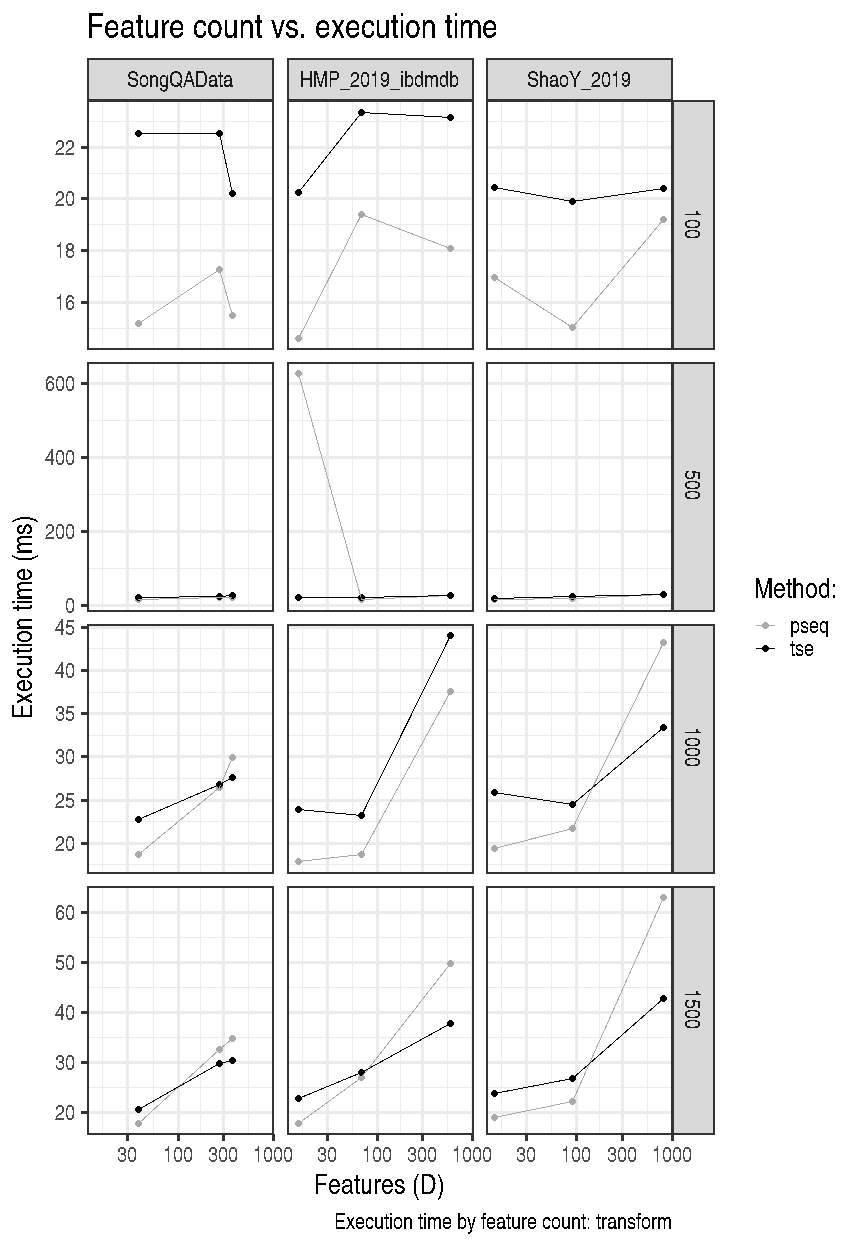 Feature count vs. execution time
SongQAData HMP_2019_ibdmdb ShaoY_2019
22
20
18
16
100
600
400
200
0
500
45
40
35
30
25
20
1000
60
50
40
30
20
1500
Execution time (ms)
30 100 300 1000 30 100 300 1000 30 100 300 1000
Features (D)
Execution time by feature count: transform
Method:
pseq
tse